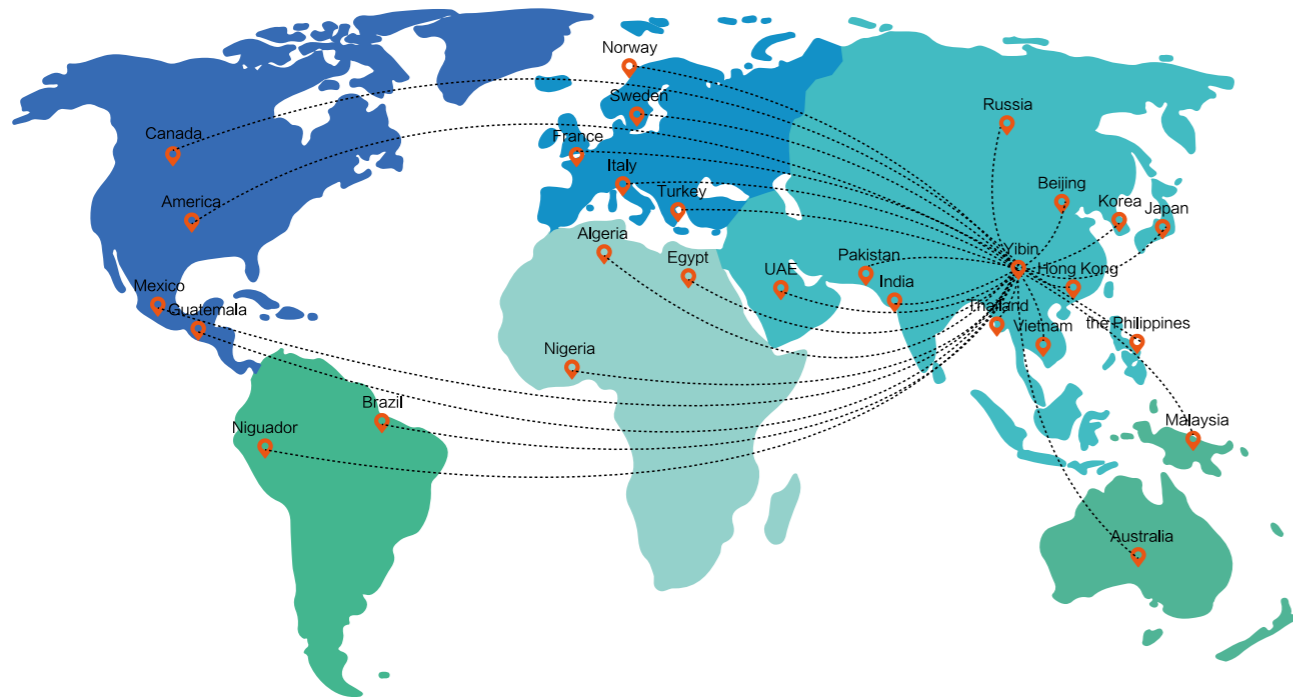 Norway
Sweden
Russia
Canada
France
Italy
America
Turkey
Beijing
Korea
Japan
Algeria
Egypt
UAE
Pakistan
Yibin
India
Hong Kong
Mexico
Guatemala
Thailand
Vietnam
the Philippines
Nigeria
Brazil
Niguador
Malaysia
Australia